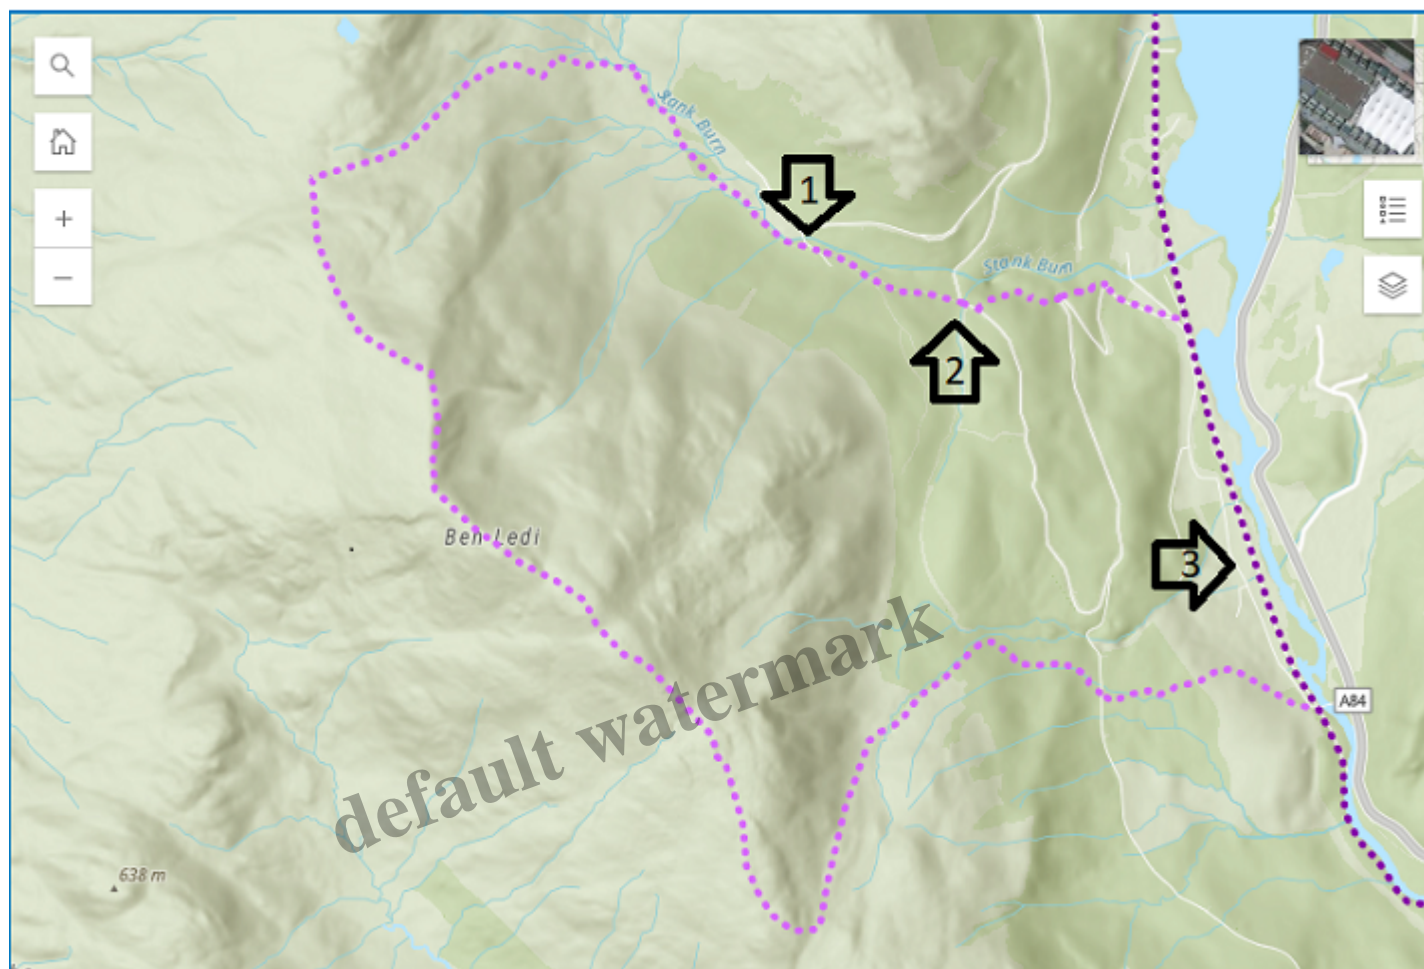 Stank Burn
1
Stank Burn
2
Ben Ledi
3
default watermark
A84
638 m